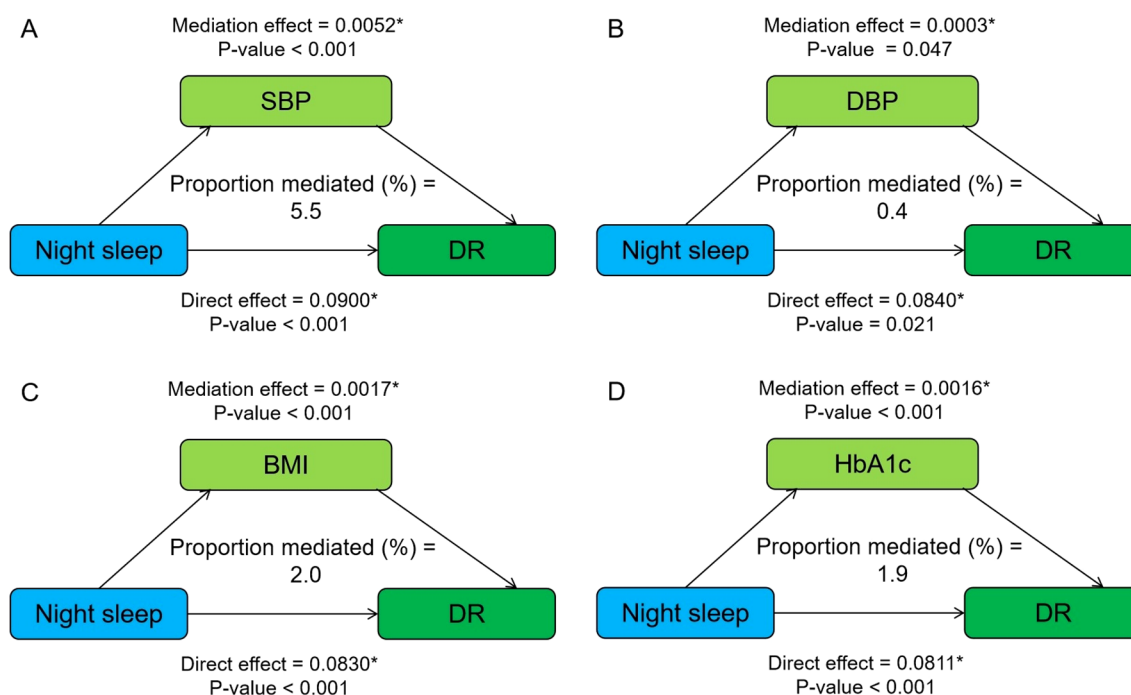 A
Mediation effect = 0.0052*
P-value < 0.001
SBP
Proportion mediated (%) =
5.5
Night sleep
DR
Direct effect = 0.0900*
P-value < 0.001
B
Mediation effect = 0.0003*
P-value = 0.047
DBP
Proportion mediated (%) =
0.4
Night sleep
DR
Direct effect = 0.0840*
P-value = 0.021
C
Mediation effect = 0.0017*
P-value < 0.001
BMI
Proportion mediated (%) =
2.0
Night sleep
DR
Direct effect = 0.0830*
P-value < 0.001
D
Mediation effect = 0.0016*
P-value < 0.001
HbA1c
Proportion mediated (%) =
1.9
Night sleep
DR
Direct effect = 0.0811*
P-value < 0.001